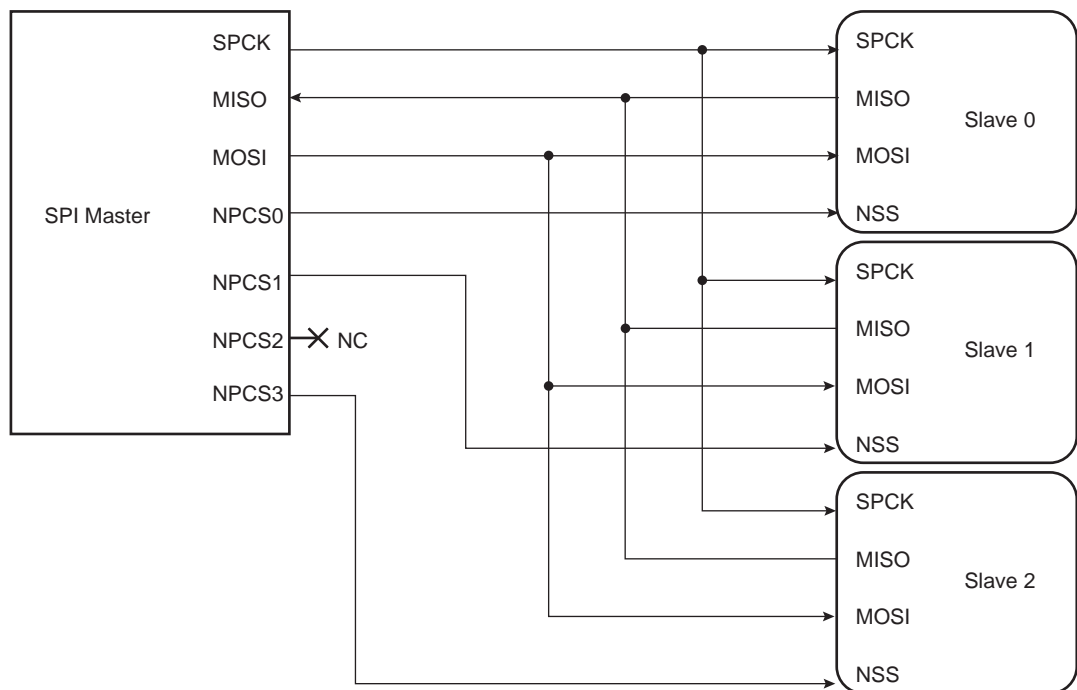 SPI Master
SPCK
MISO
MOSI
NPCS0
NPCS1
NPCS2
NC
NPCS3
SPCK
MISO
Slave 0
MOSI
NSS
SPCK
MISO
Slave 1
MOSI
NSS
SPCK
MISO
Slave 2
MOSI
NSS